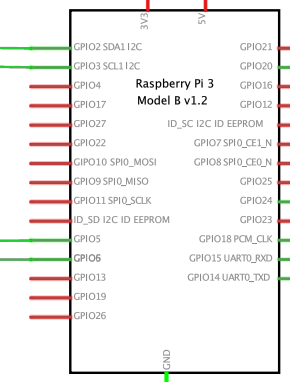 3V3
5V
GPIO2 SDA1 I2C
GPIO3 SCL1 I2C
GPIO4
GPIO17
GPIO27
GPIO22
GIPO10 SPI0_MOSI
GPIO9 SPI0_MISO
GPIO11 SPI0_SCLK
ID_SD I2C ID EEPROM
GPIO5
GPIO6
GPIO13
GPIO19
GPIO26
Raspberry Pi 3
Model B v1.2
GPIO21
GPIO20
GPIO16
GPIO12
ID_SC I2C ID EEPROM
GPIO7 SPI0_CE1_N
GPIO8 SPI0_CE0_N
GPIO25
GPIO24
GPIO23
GPIO18 PCM_CLK
GPIO15 UART0_RXD
GPIO14 UART0_TXD
GND